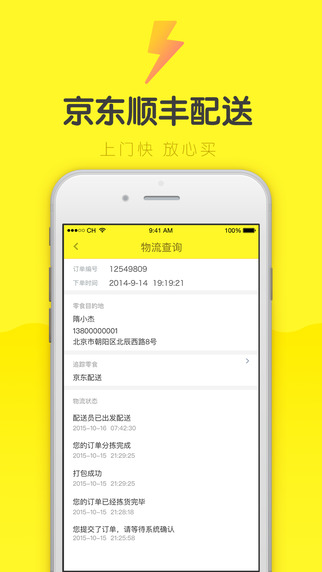 京东顺丰配送
上门快 放心买
CH 9:41 AM 100%
物流查询
订单编号 12549809
下单时间 2014-9-14 19:19:21
零食目的地
隋小杰
13800000001
北京市朝阳区北辰西路8号
追踪零食
京东配送
物流状态
配送员已出发配送
2015-10-16 07:42:30
您的订单分拣完成
2015-10-15 21:29:25
打包成功
2015-10-15 21:29:25
您的订单已经拣货完毕
2015-10-15 21:26:16
您提交了订单，请等待系统确认
2015-10-15 21:25:58